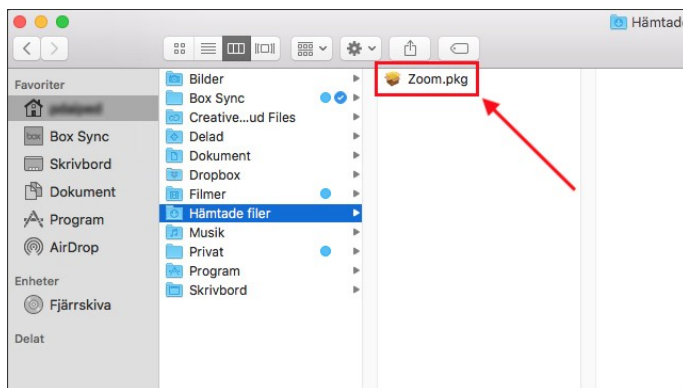 Hämtade
Favoriter
box Box Sync
Skrivbord
Dokument
Program
AirDrop
Enheter
Fjärrskiva
Delat
Bilder
Box Sync
Creative...ud Files
Delad
Dokument
Dropbox
Filmer
Hämtade filer
Musik
Privat
Program
Skrivbord
Zoom.pkg